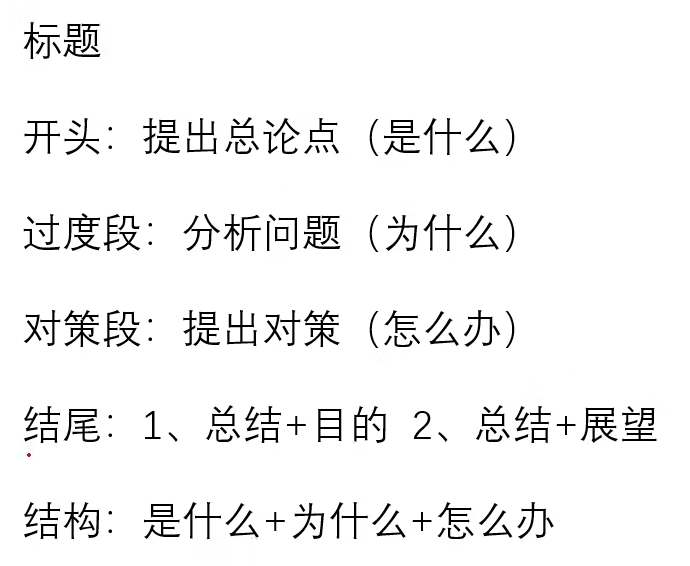 标题
开头：提出总论点（是什么）
过度段：分析问题（为什么）
对策段：提出对策（怎么办）
结尾：1、总结+目的 2、总结+展望
结构：是什么+为什么+怎么办